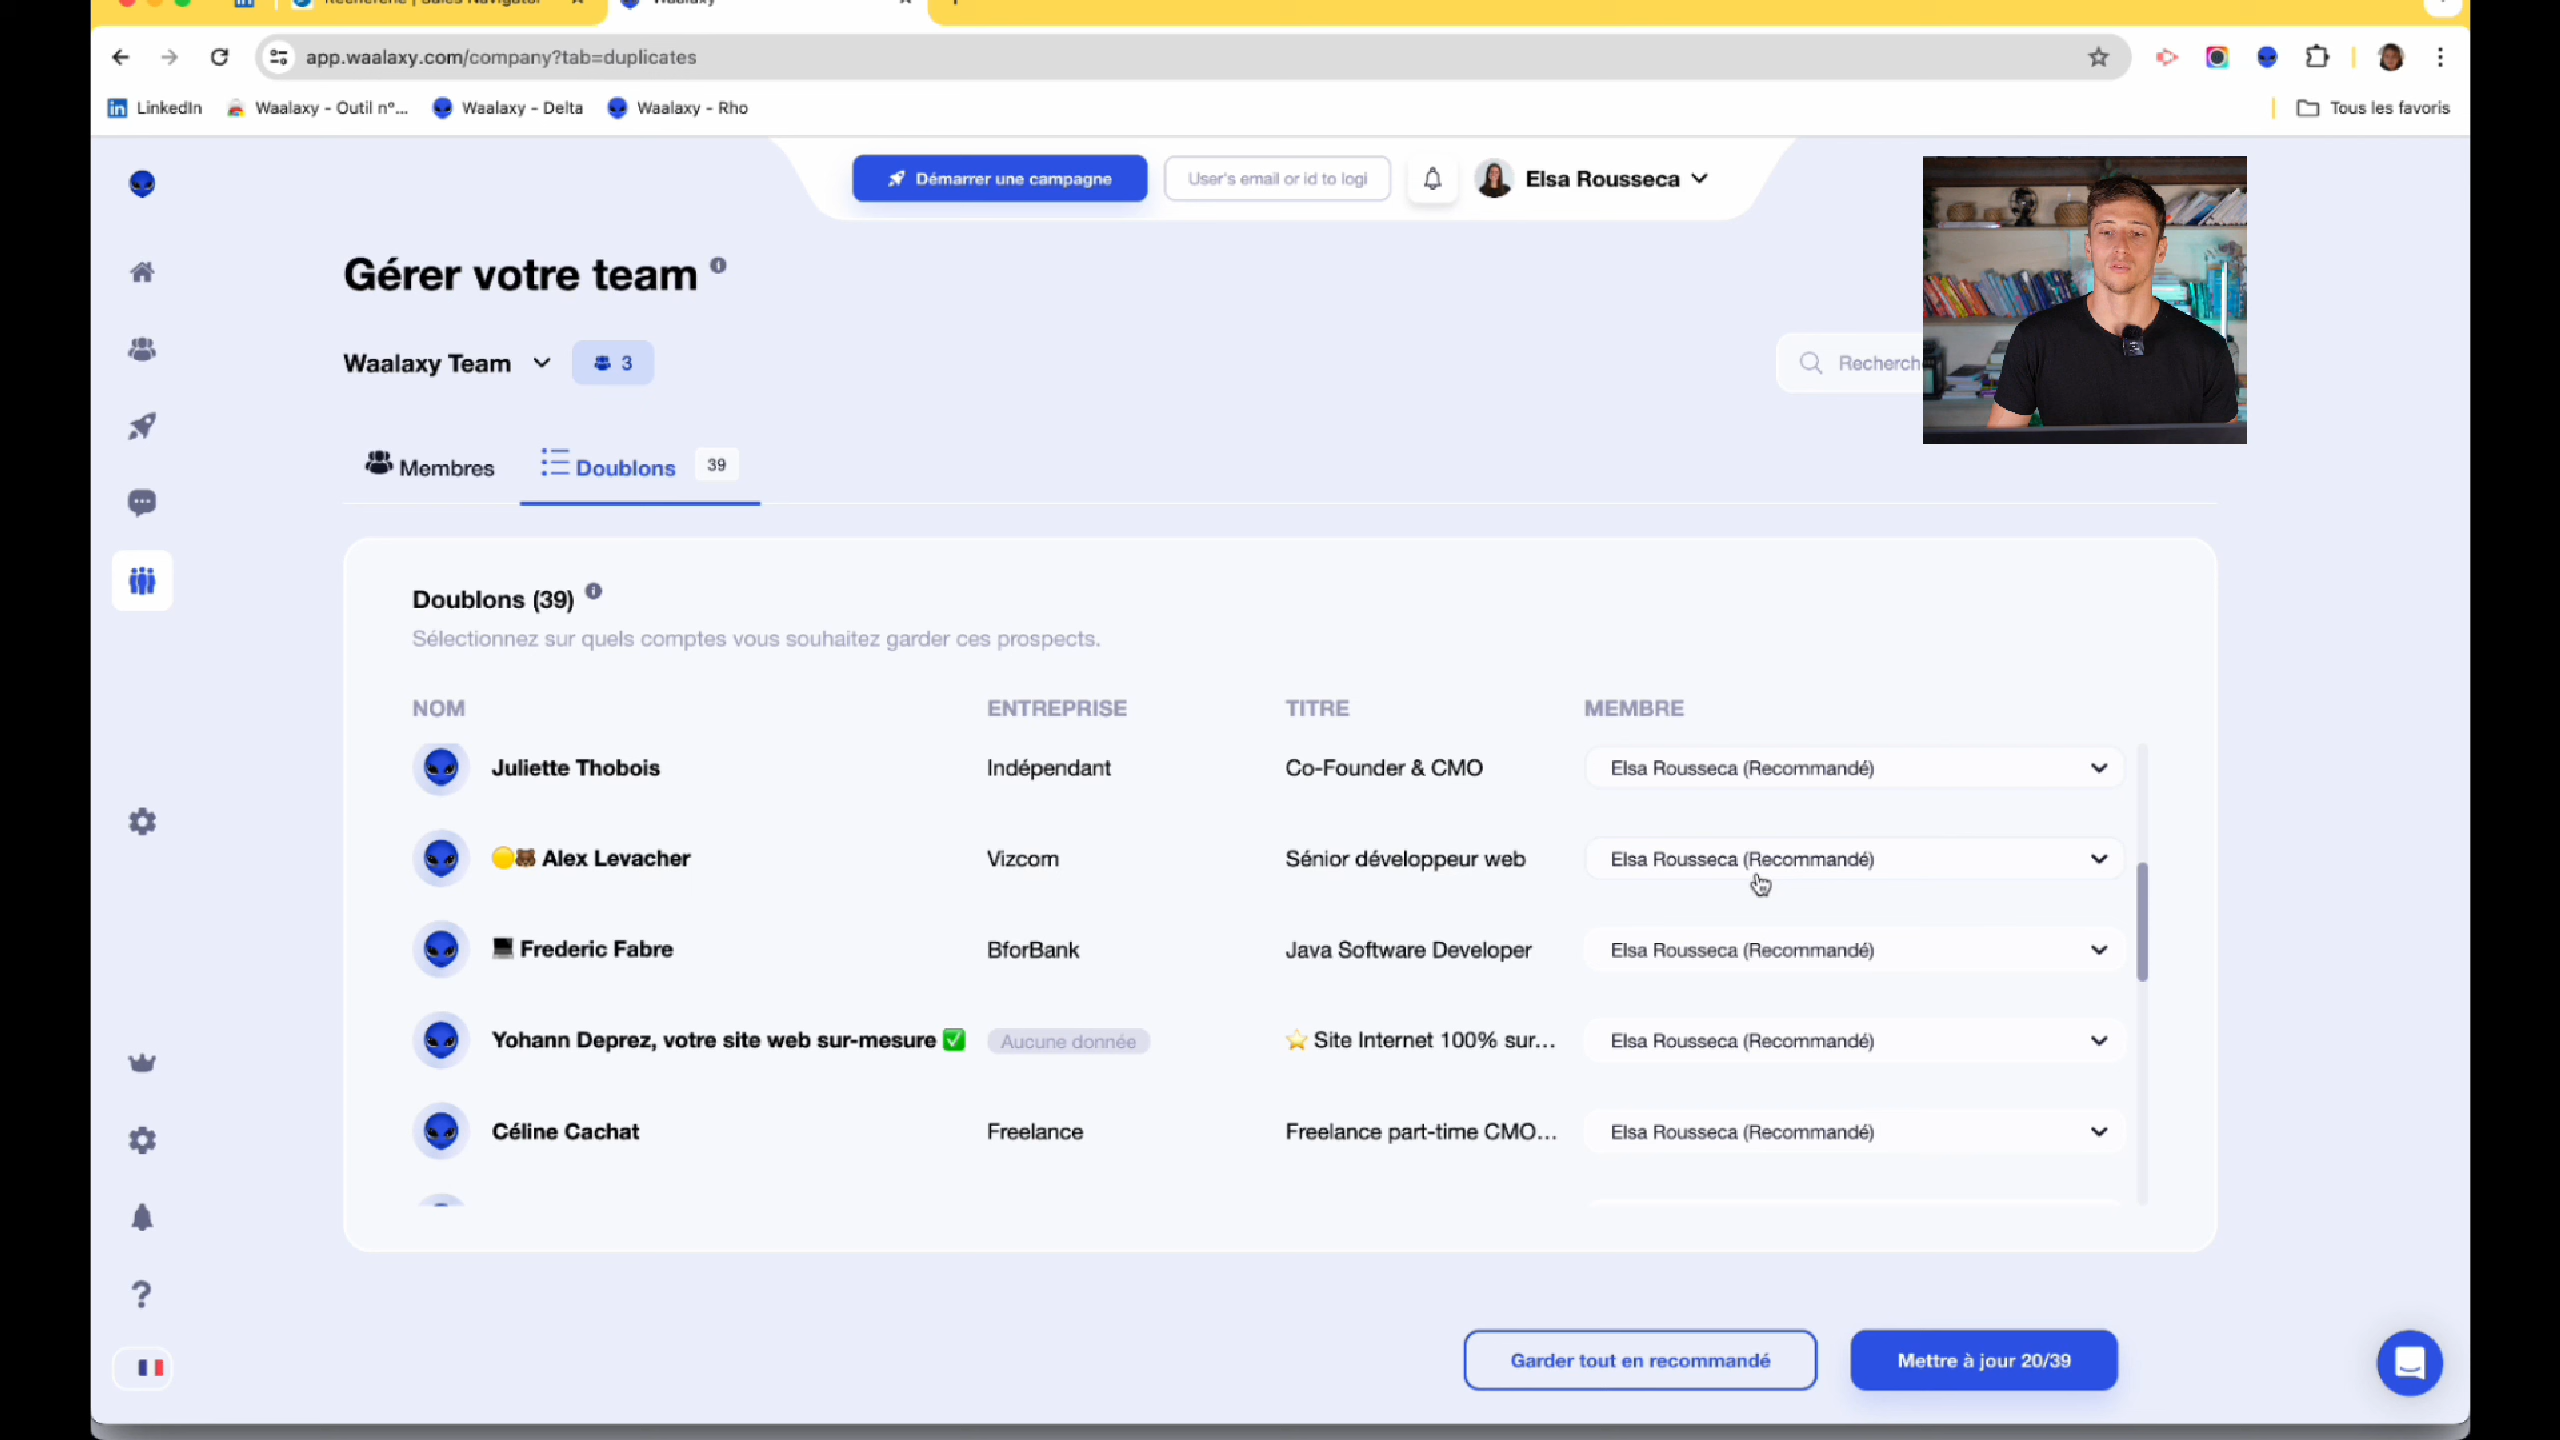 app.waalaxy.com/company?tab=duplicates
LinkedIn
Waalaxy - Outil n°...
Waalaxy - Delta
Waalaxy - Rho
Tous les favoris
Démarrer une campagne
User's email or id to logi
Elsa Rousseca
Gérer votre team
Waalaxy Team
3
Recherch
Membres
Doublons
39
Doublons (39)
Sélectionnez sur quels comptes vous souhaitez garder ces prospects.
NOM ENTREPRISE TITRE MEMBRE
Juliette Thobois Indépendant Co-Founder & CMO Elsa Rousseca (Recommandé)
🟡🐻 Alex Levacher Vizcom Sénior développeur web Elsa Rousseca (Recommandé)
💻 Frederic Fabre BforBank Java Software Developer Elsa Rousseca (Recommandé)
Yohann Deprez, votre site web sur-mesure ✅ Aucune donnée ⭐ Site Internet 100% sur... Elsa Rousseca (Recommandé)
Céline Cachat Freelance Freelance part-time CMO... Elsa Rousseca (Recommandé)
Garder tout en recommandé
Mettre à jour 20/39